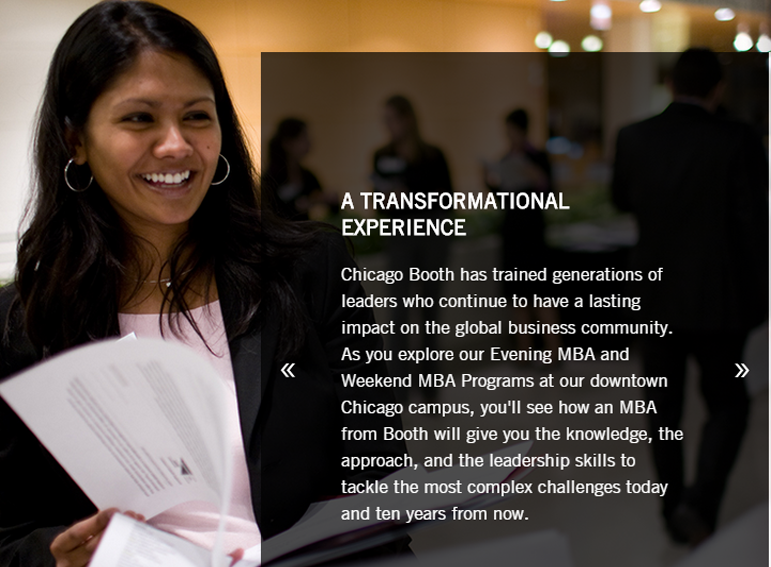 A TRANSFORMATIONAL
EXPERIENCE
Chicago Booth has trained generations of
leaders who continue to have a lasting
impact on the global business community.
As you explore our Evening MBA and
Weekend MBA Programs at our downtown
« »
Chicago campus, you'll see how an MBA
from Booth will give you the knowledge, the
approach, and the leadership skills to
tackle the most complex challenges today
and ten years from now.